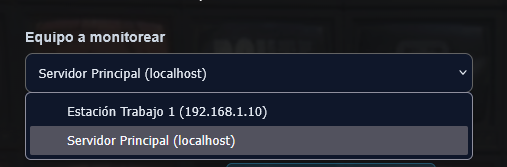 Equipo a monitorear
Servidor Principal (localhost)
Estación Trabajo 1 (192.168.1.10)
Servidor Principal (localhost)